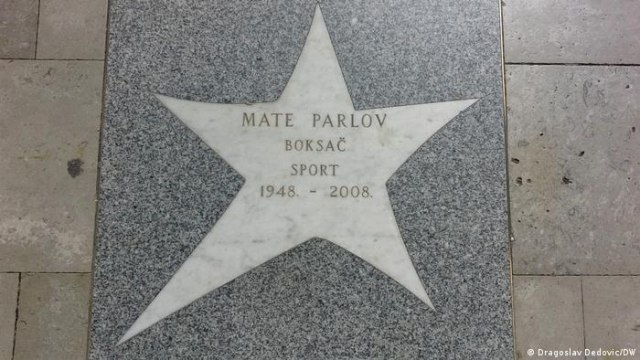 MATE PARLOV
BOKSAČ
SPORT
1948. - 2008.
© Dragoslav Dedovic/DW